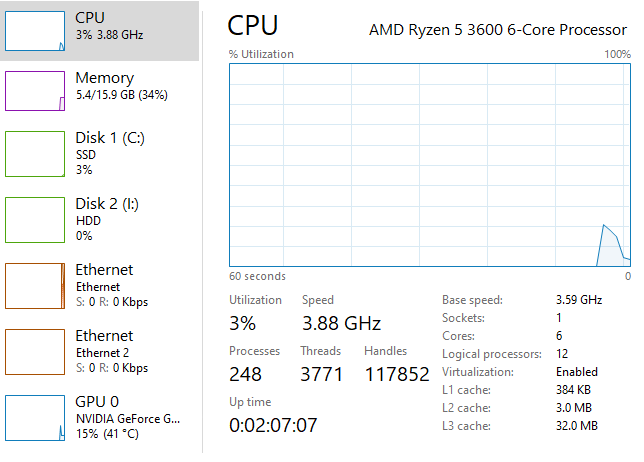 CPU
3% 3.88 GHz
Memory
5.4/15.9 GB (34%)
Disk 1 (C:)
SSD
3%
Disk 2 (I:)
HDD
0%
Ethernet
Ethernet
S: 0 R: 0 Kbps
Ethernet
Ethernet 2
S: 0 R: 0 Kbps
GPU 0
NVIDIA GeForce G...
15% (41 °C)
CPU
AMD Ryzen 5 3600 6-Core Processor
% Utilization
100%
60 seconds
0
Utilization Speed
3% 3.88 GHz
Processes Threads Handles
248 3771 117852
Up time
0:02:07:07
Base speed: 3.59 GHz
Sockets: 1
Cores: 6
Logical processors: 12
Virtualization: Enabled
L1 cache: 384 KB
L2 cache: 3.0 MB
L3 cache: 32.0 MB